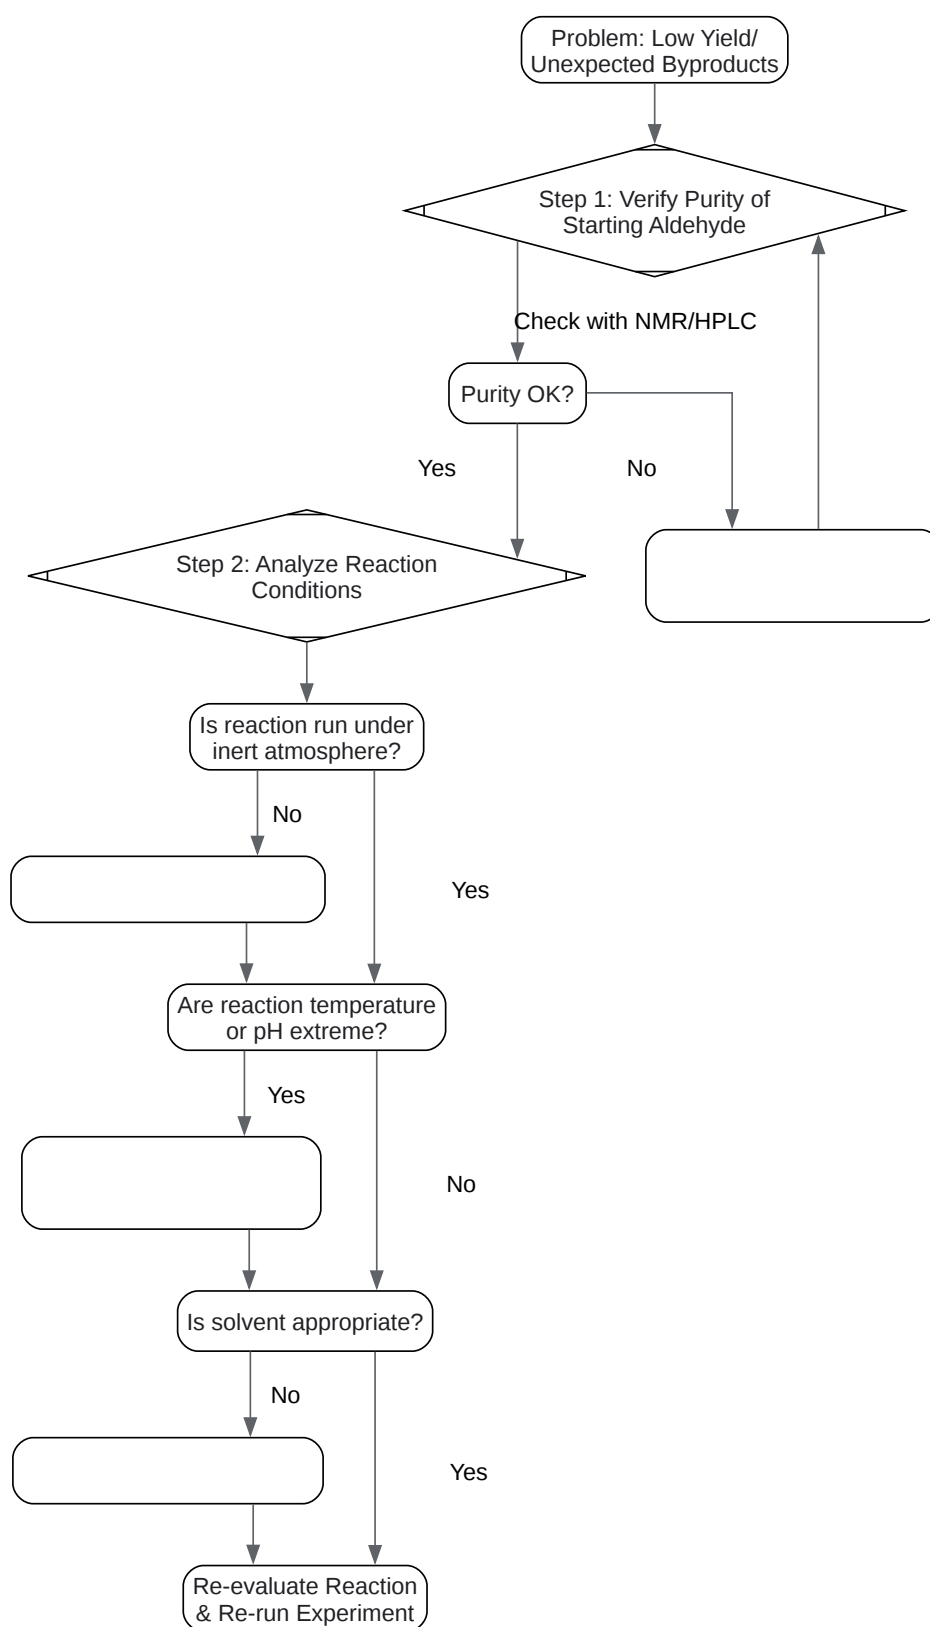 Problem: Low Yield/
Unexpected Byproducts
Step 1: Verify Purity of
Starting Aldehyde
Check with NMR/HPLC
Purity OK?
Yes
No
Step 2: Analyze Reaction
Conditions
Is reaction run under
inert atmosphere?
No
Yes
Are reaction temperature
or pH extreme?
Yes
No
Is solvent appropriate?
No
Yes
Re-evaluate Reaction
& Re-run Experiment